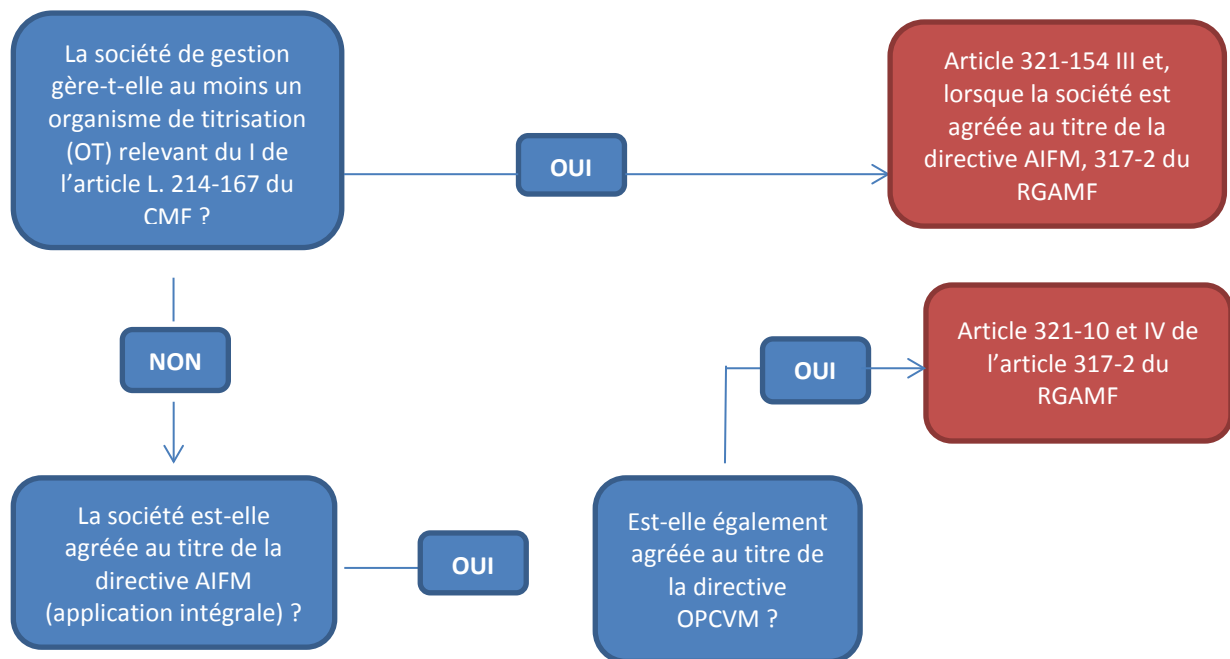 La société de gestion
gère-t-elle au moins un
organisme de titrisation
(OT) relevant du I de
l’article L. 214-167 du
CMF ?
OUI
Article 321-154 III et,
lorsque la société est
agréée au titre de la
directive AIFM, 317-2 du
RGAMF
NON
OUI
Article 321-10 et IV de
l’article 317-2 du
RGAMF
La société est-elle
agréée au titre de la
directive AIFM
(application intégrale) ?
OUI
Est-elle également
agréée au titre de
la directive
OPCVM ?